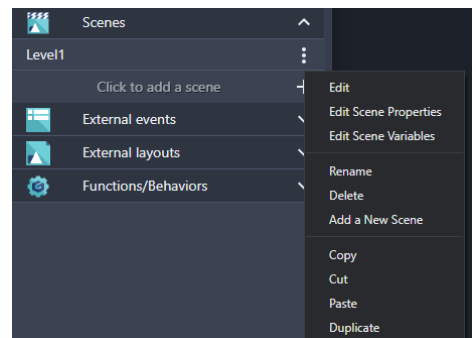 Scenes
Level1
Click to add a scene
External events
External layouts
Functions/Behaviors
Edit
Edit Scene Properties
Edit Scene Variables
Rename
Delete
Add a New Scene
Copy
Cut
Paste
Duplicate